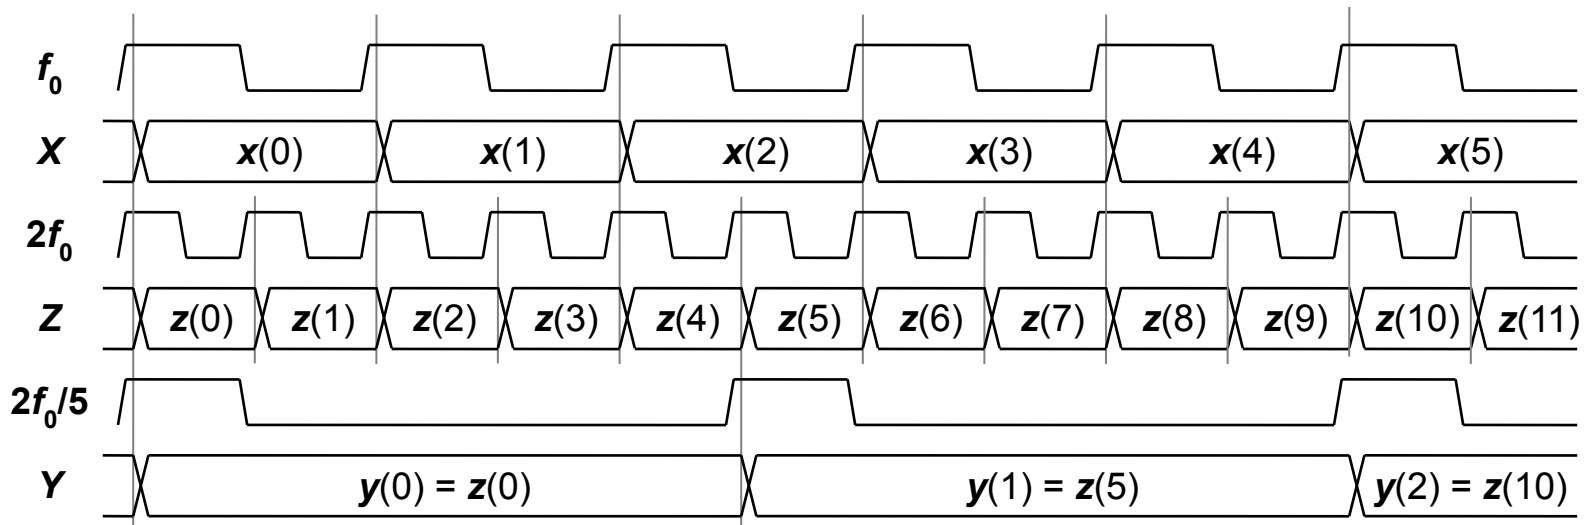 f0
X x(0) x(1) x(2) x(3) x(4) x(5)
2f0
Z z(0) z(1) z(2) z(3) z(4) z(5) z(6) z(7) z(8) z(9) z(10) z(11)
2f0/5
Y y(0) = z(0) y(1) = z(5) y(2) = z(10)